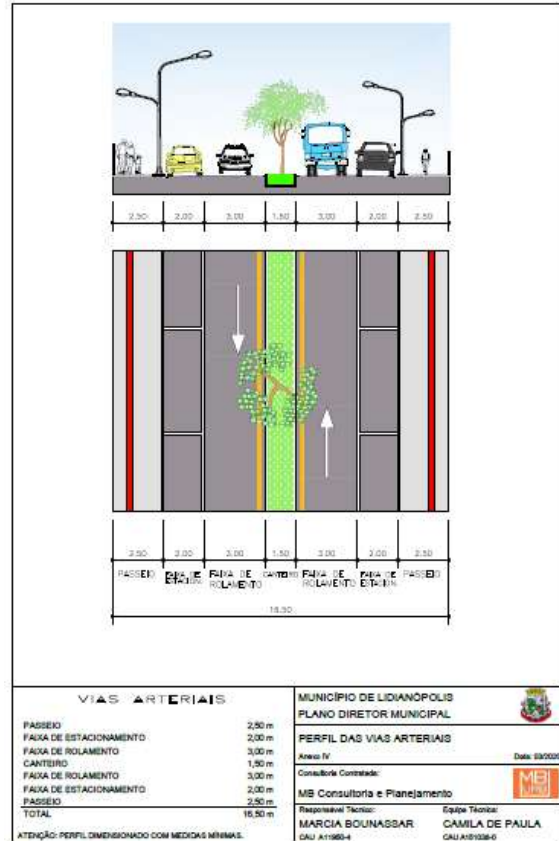 2.50 2.00 3.00 1.50 3.00 2.00 2.50
2.50 2.00 3.00 1.50 3.00 2.00 2.50
PASSEIO FAIXA DE ESTACION. FAIXA DE ROLAMENTO CANTEIRO FAIXA DE ROLAMENTO FAIXA DE ESTACION PASSEIO
16.50
VIAS ARTERIAIS
PASSEIO 2,50 m
FAIXA DE ESTACIONAMENTO 2,00 m
FAIXA DE ROLAMENTO 3,00 m
CANTEIRO 1,50 m
FAIXA DE ROLAMENTO 3,00 m
FAIXA DE ESTACIONAMENTO 2,00 m
PASSEIO 2,50 m
TOTAL 16,50 m
ATENÇÃO: PERFIL DIMENSIONADO COM MEDIDAS MÍNIMAS.
MUNICÍPIO DE LIDIANÓPOLIS
PLANO DIRETOR MUNICIPAL
PERFIL DAS VIAS ARTERIAIS
Anexo IV Data:
Consultoria Contratada:
MB Consultoria e Planejamento
MB
URB
Responsável Técnico: Equipe Técnica:
MARCIA BOUNASSAR CAMILA DE PAULA
CAU CAU